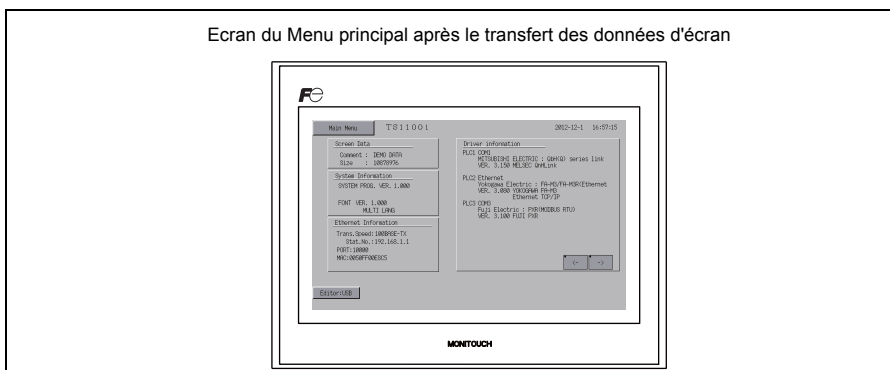 Ecran du Menu principal après le transfert des données d'écran
Fe
Main Menu
TS1100i
2012-12-1 16:57:15
Screen Data
Comment : DEMO DATA
Size : 10878976
System Information
SYSTEM PROG. VER. 1.000
FONT VER. 1.000
MULTI LANG
Ethernet Information
Trans.Speed:100BASE-TX
Stat.No.:192.168.1.1
PORT:10000
MAC:0050FF00E8C5
Driver information
PLC1 COM1
MITSUBISHI ELECTRIC : QnH(Q) series link
VER. 3.150 MELSEC QnHLink
PLC2 Ethernet
Yokogawa Electric : FA-M3/FA-M3R(Ethernet
VER. 3.080 YOKOGAWA FA-M3
Ethernet TCP/IP
PLC3 COM3
Fuji Electric : PXR(MODBUS RTU)
VER. 3.100 FUJI PXR
<- ->
Editor:USB
MONITOUCH